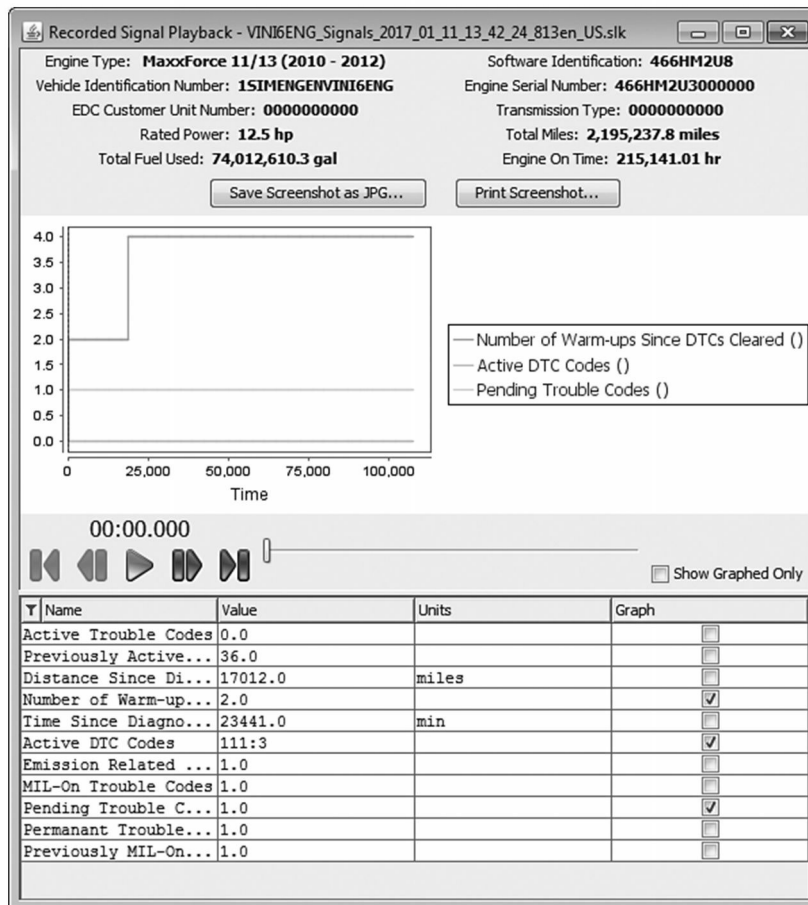 Recorded Signal Playback - VINI6ENG_Signals_2017_01_11_13_42_24_813en_US.slk
Engine Type: MaxxForce 11/13 (2010 - 2012)
Software Identification: 466HM2U8
Vehicle Identification Number: 1SIMENGENVINI6ENG
Engine Serial Number: 466HM2U3000000
EDC Customer Unit Number: 0000000000
Transmission Type: 0000000000
Rated Power: 12.5 hp
Total Miles: 2,195,237.8 miles
Total Fuel Used: 74,012,610.3 gal
Engine On Time: 215,141.01 hr
Save Screenshot as JPG...
Print Screenshot...
4.0
3.5
3.0
2.5
2.0
1.5
1.0
0.5
0.0
0 25,000 50,000 75,000 100,000
Time
Number of Warm-ups Since DTCs Cleared ()
Active DTC Codes ()
Pending Trouble Codes ()
00:00.000
Show Graphed Only
Name Value Units Graph
Active Trouble Codes 0.0
Previously Active... 36.0
Distance Since Di... 17012.0 miles
Number of Warm-up... 2.0
Time Since Diagno... 23441.0 min
Active DTC Codes 111:3
Emission Related ... 1.0
MIL-On Trouble Codes 1.0
Pending Trouble C... 1.0
Permanant Trouble... 1.0
Previously MIL-On... 1.0